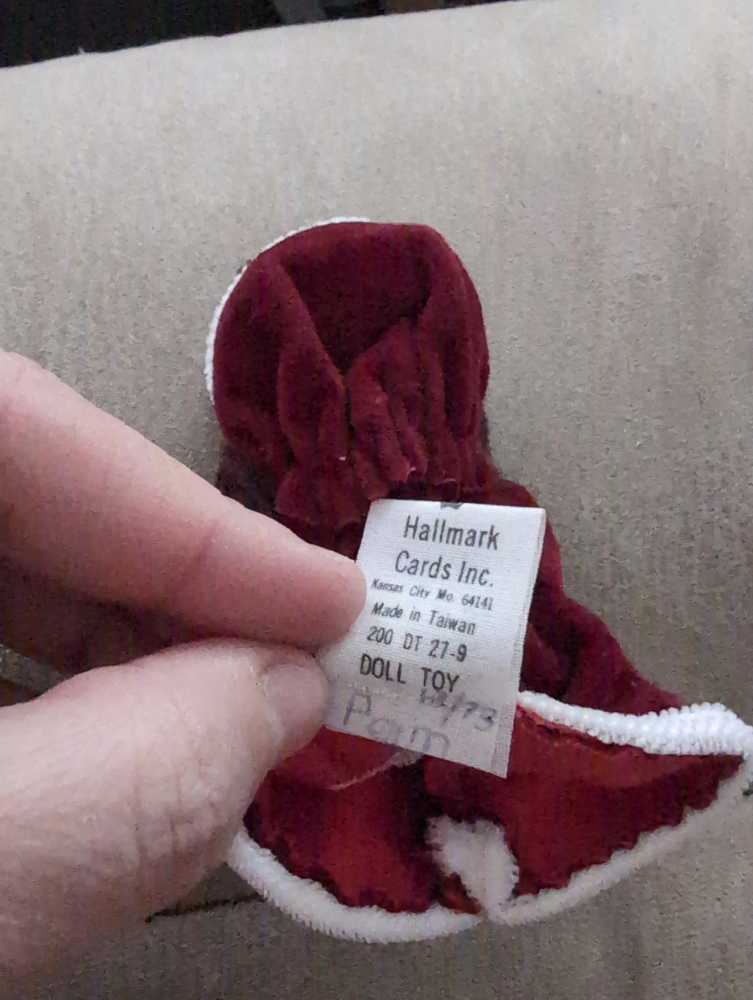 Hallmark
Cards Inc.
Kansas City Mo. 64141
Made in Taiwan
200 DT 27-9
DOLL TOY
Pam